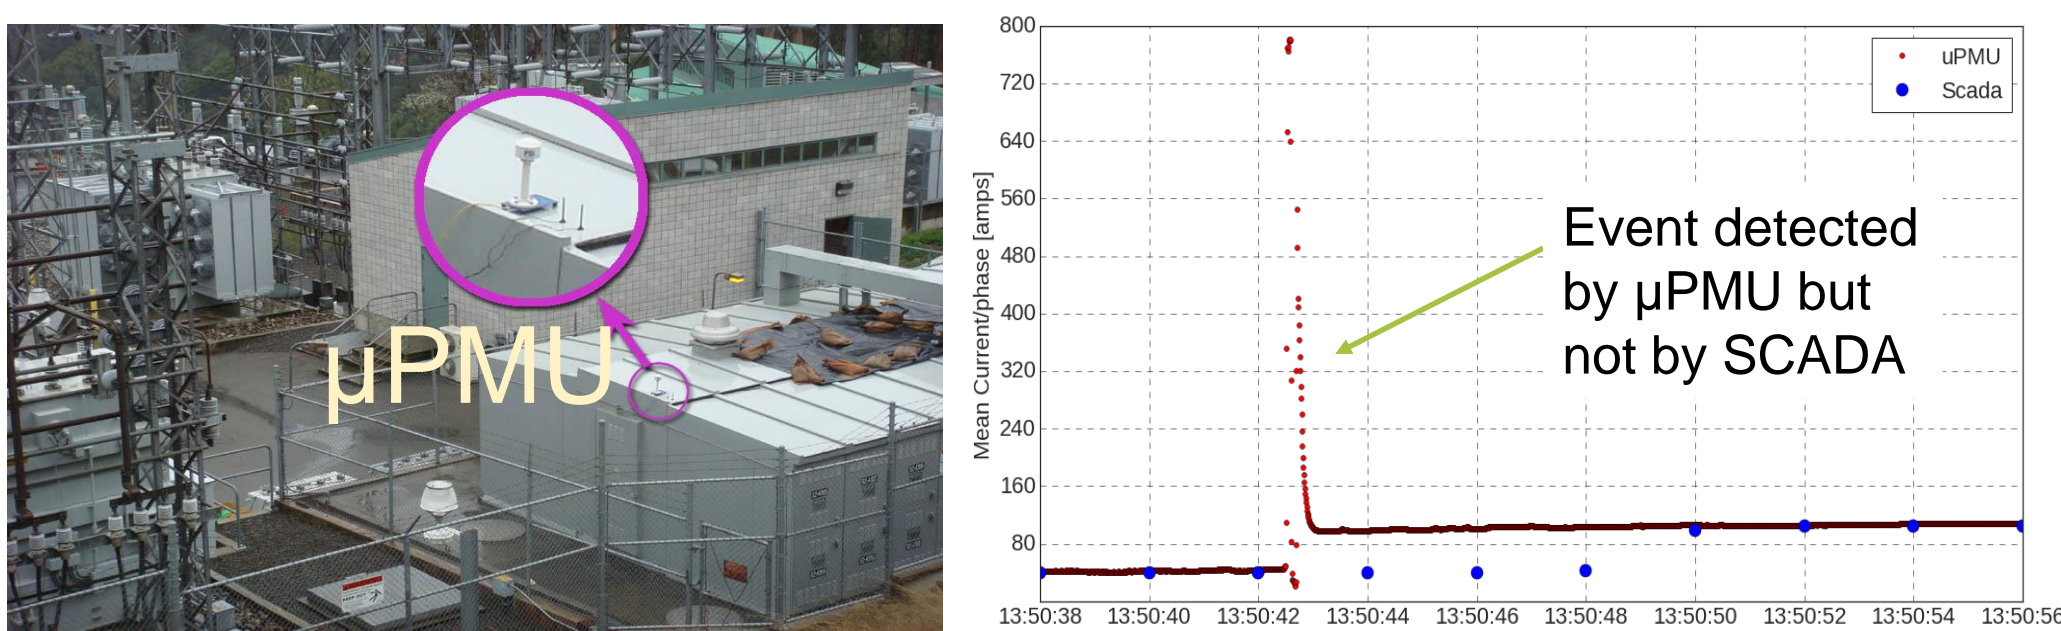 µPMU
800
720
640
560
480
400
320
240
160
80
Mean Current/phase [amps]
uPMU
Scada
Event detected
by µPMU but
not by SCADA
13:50:38 13:50:40 13:50:42 13:50:44 13:50:46 13:50:48 13:50:50 13:50:52 13:50:54 13:50:56